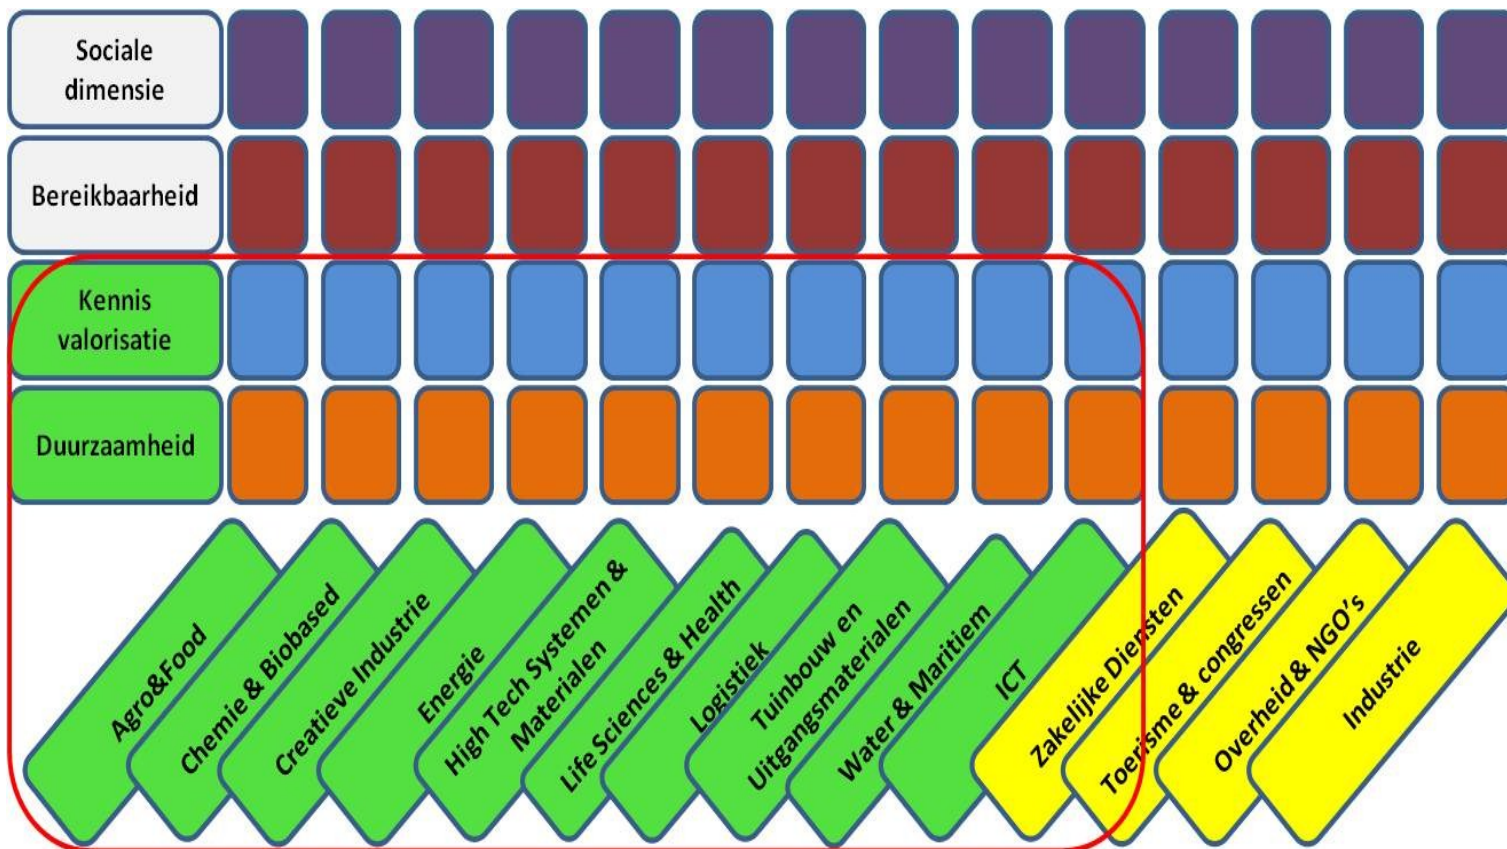 Sociale
dimensie
Bereikbaarheid
Kennis
valorisatie
Duurzaamheid
Agro&Food
Chemie & Biobased
Creatieve Industrie
Energie
High Tech Systemen &
Materialen
Life Sciences & Health
Logistiek
Tuinbouw en
Uitgangsmaterialen
Water & Maritiem
ICT
Zakelijke Diensten
Toerisme & congressen
Overheid & NGO’s
Industrie